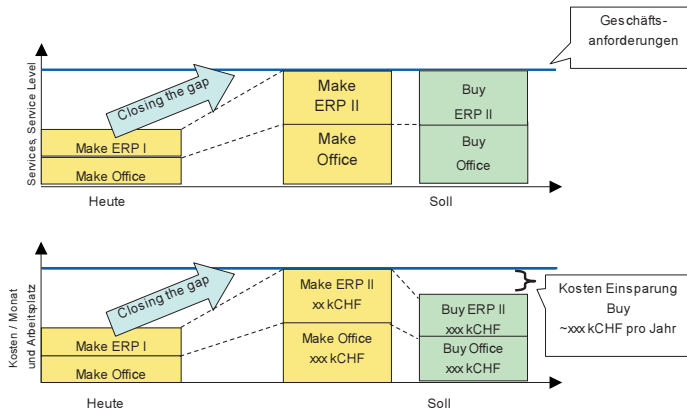 Geschäfts-
anforderungen
Services, Service Level
Closing the gap
Make ERP I
Make Office
Make
ERP II
Make
Office
Buy
ERP II
Buy
Office
Heute
Soll
Kosten / Monat
und Arbeitsplatz
Closing the gap
Make ERP I
Make Office
Make ERP II
xx kCHF
Make Office
xxx kCHF
Buy ERP II
xxx kCHF
Buy Office
xxx kCHF
Kosten Einsparung
Buy
~xxx kCHF pro Jahr
Heute
Soll